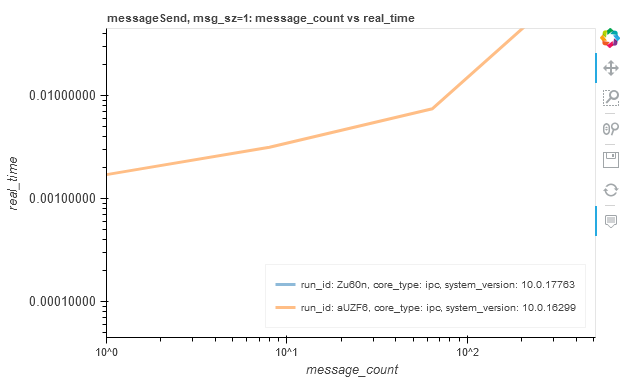 messageSend, msg_sz=1: message_count vs real_time
0.01000000
0.00100000
0.00010000
real_time
run_id: Zu60n, core_type: ipc, system_version: 10.0.17763
run_id: aUZF6, core_type: ipc, system_version: 10.0.16299
10^0
10^1
10^2
message_count